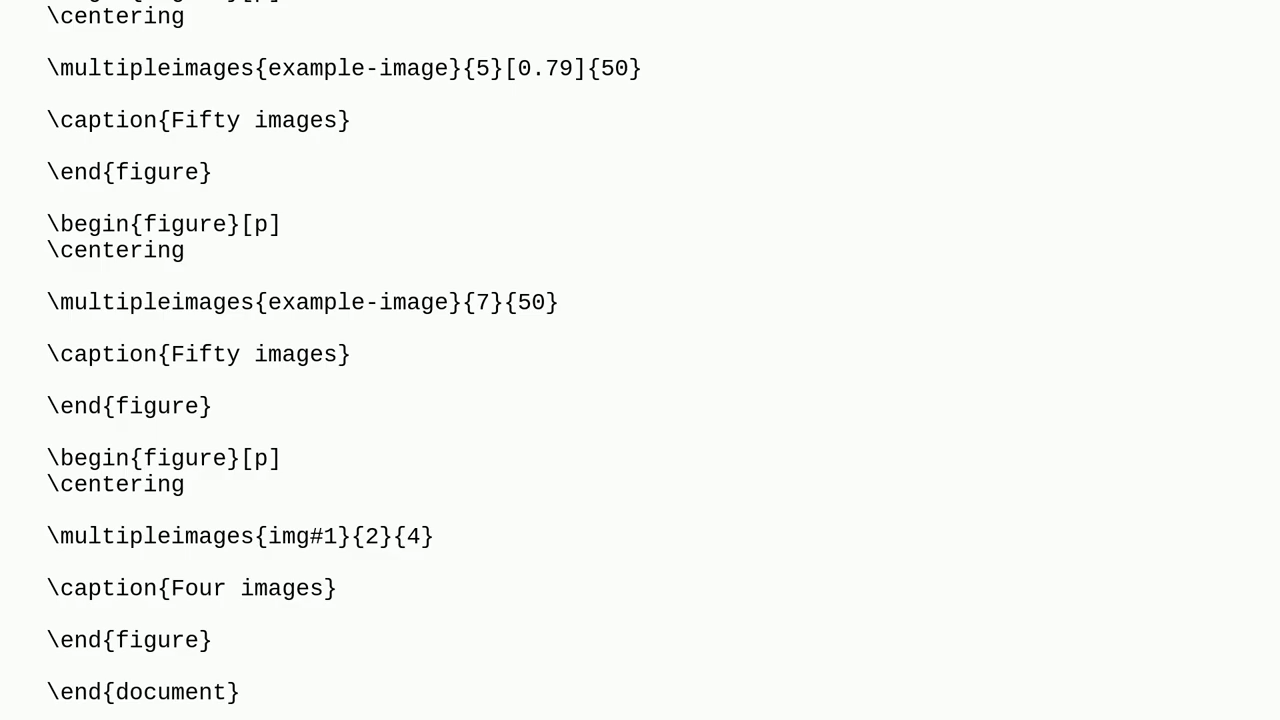 \centering
\multipleimages{example-image}{5}[0.79]{50}
\caption{Fifty images}
\end{figure}
\begin{figure}[p]
\centering
\multipleimages{example-image}{7}{50}
\caption{Fifty images}
\end{figure}
\begin{figure}[p]
\centering
\multipleimages{img#1}{2}{4}
\caption{Four images}
\end{figure}
\end{document}